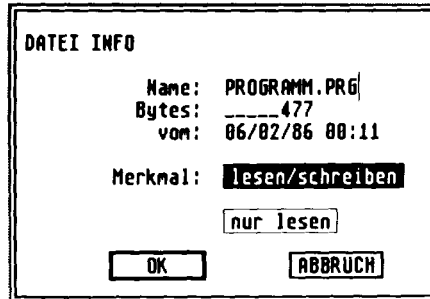 DATEI INFO
Name: PROGRAMM.PRG
Bytes: _____477
vom: 06/02/86 00:11
Merkmal: lesen/schreiben
nur lesen
OK ABBRUCH